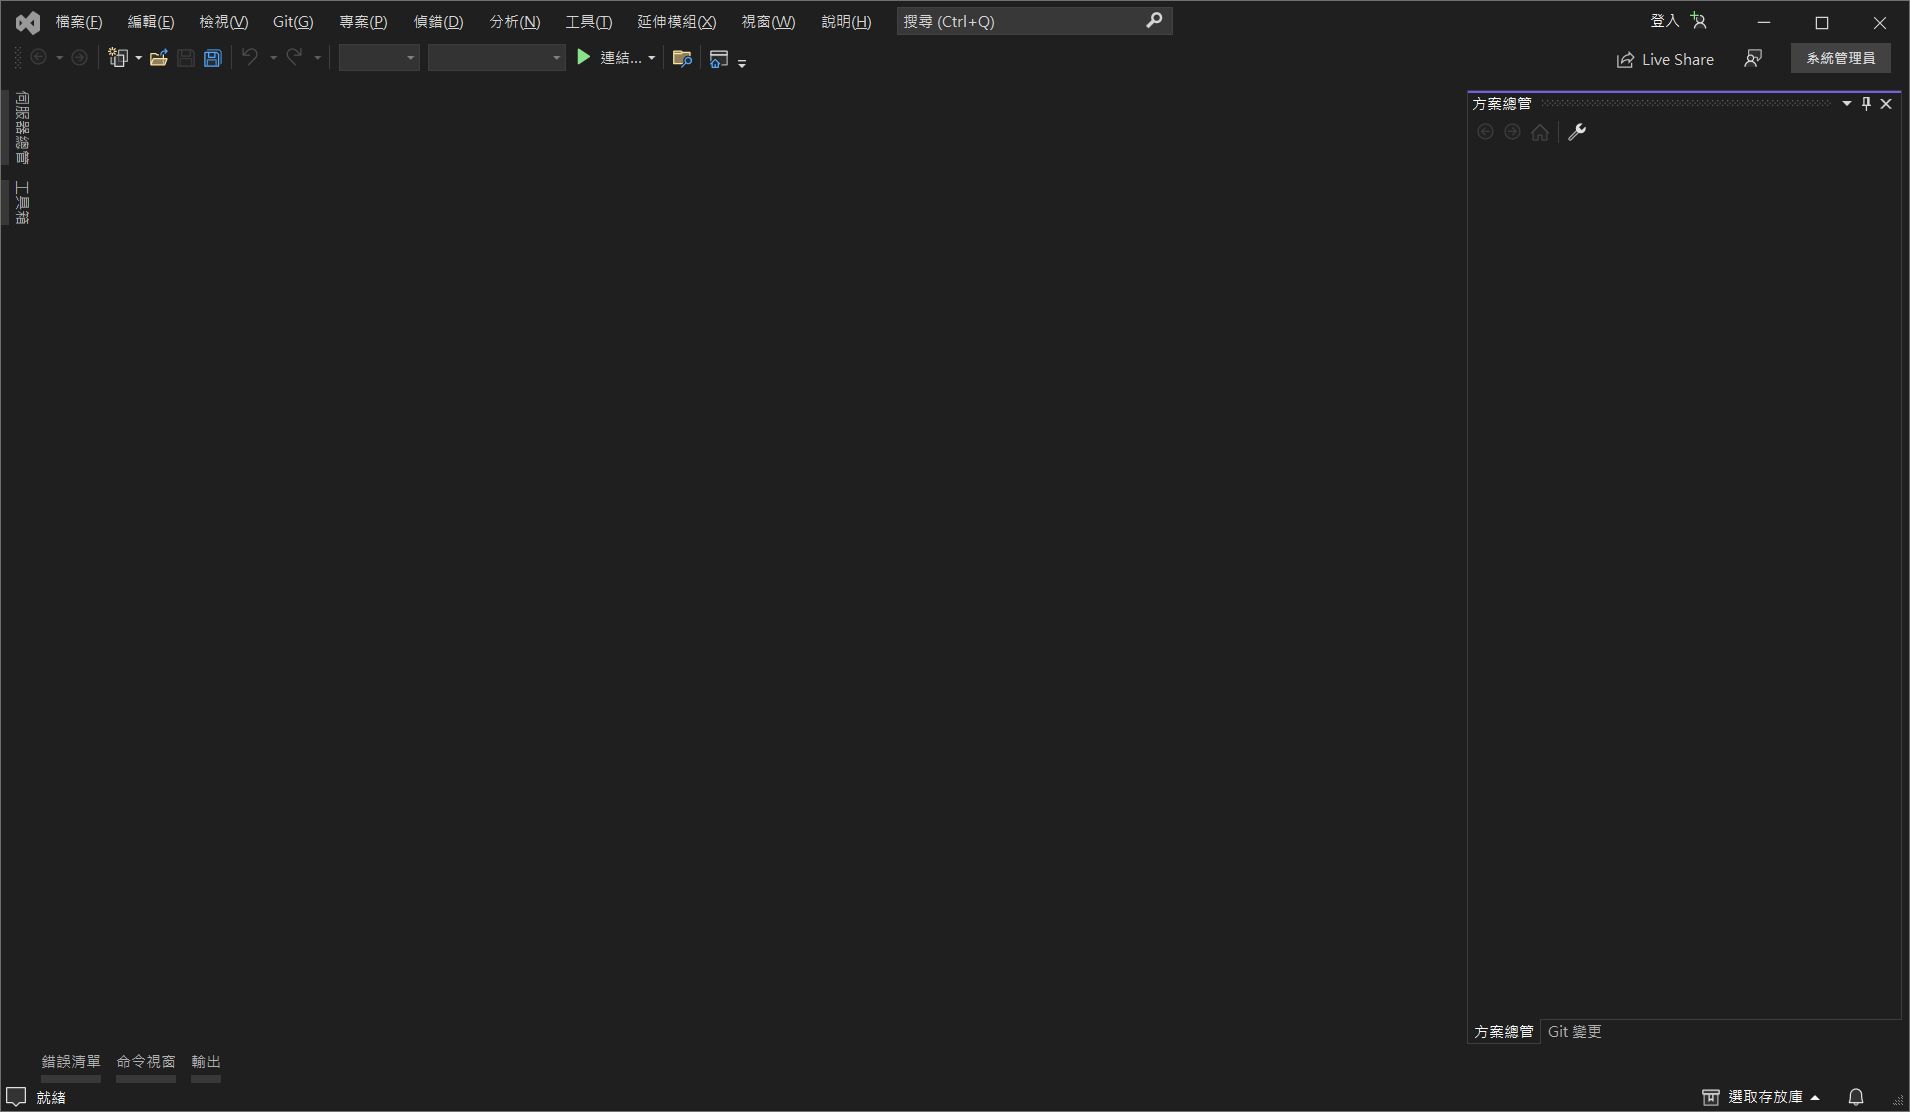 檔案(F) 編輯(E) 檢視(V) Git(G) 專案(P) 偵錯(D) 分析(N) 工具(T) 延伸模組(X) 視窗(W) 說明(H) 搜尋 (Ctrl+Q) 登入
連結... Live Share 系統管理員
伺服器總管
工具箱
方案總管
方案總管 Git 變更
錯誤清單 命令視窗 輸出
就緒 選取存放庫